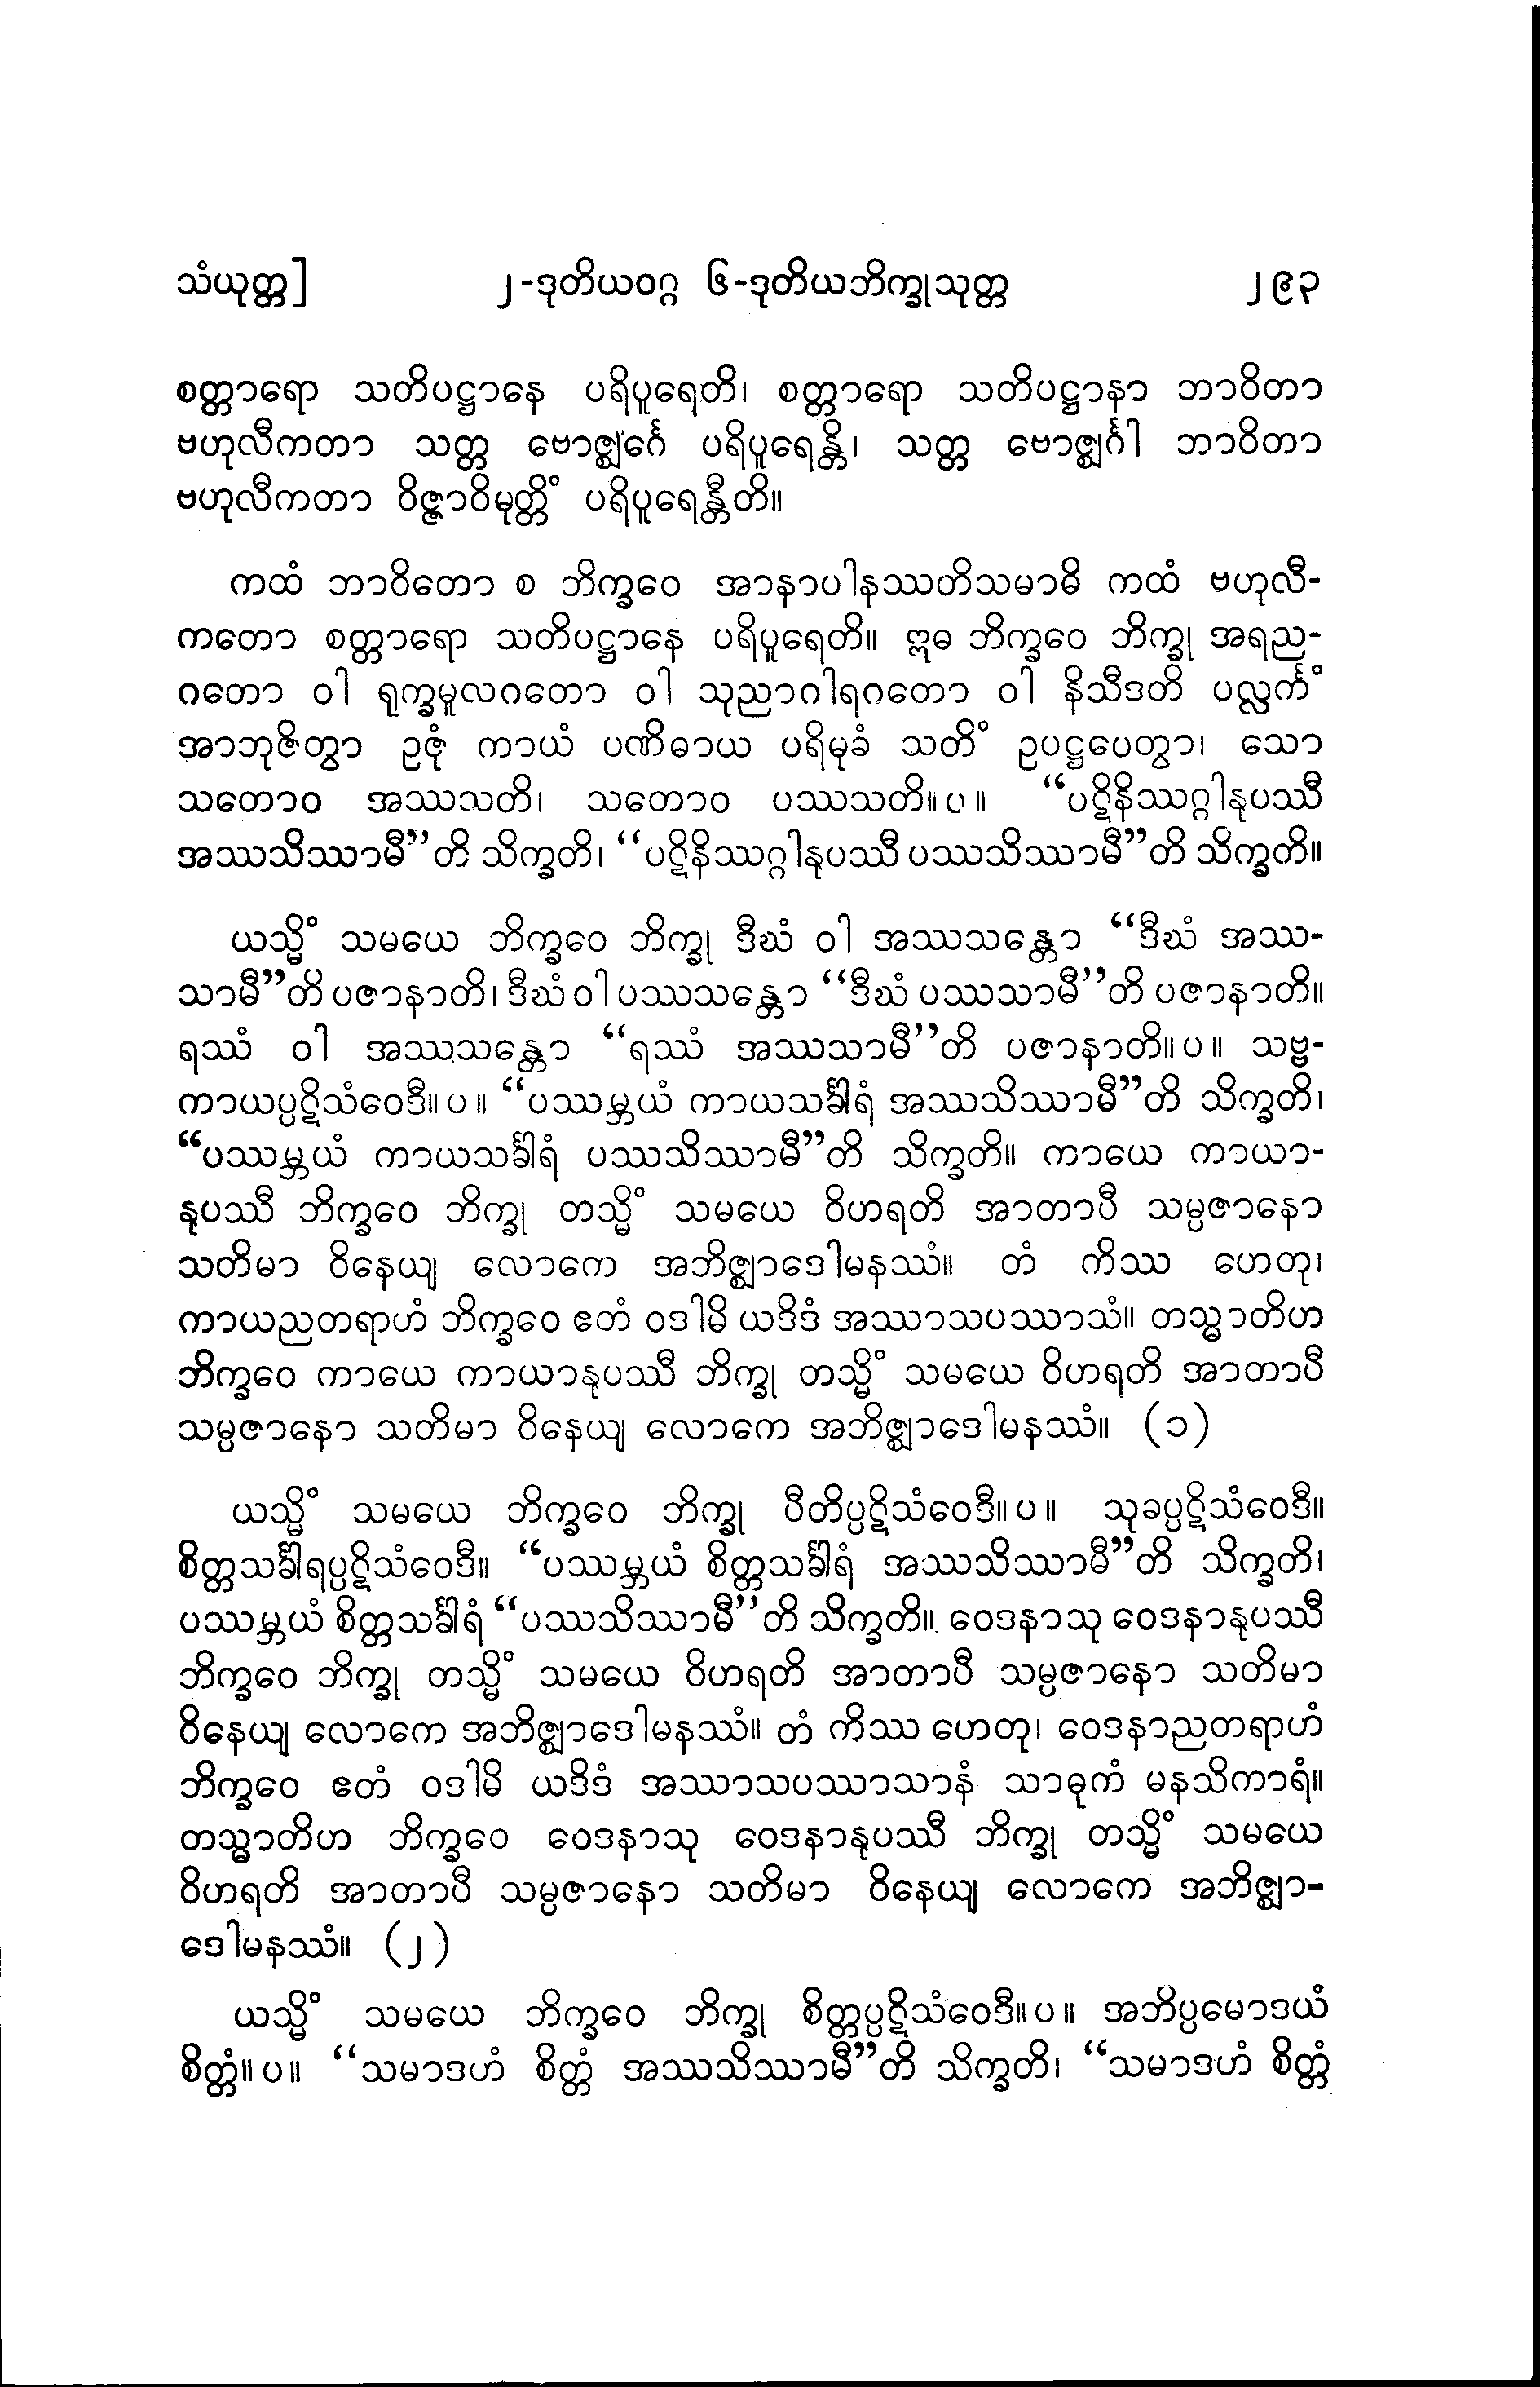 သံယုတ္တ] ၂-ဒုတိယဝဂ္ဂ ၆-ဒုတိယဘိက္ခုသုတ္တ ၂၉၃
စတ္တာရော သတိပဋ္ဌာနေ ပရိပူရေတိ၊ စတ္တာရော သတိပဋ္ဌာနာ ဘာဝိတာ
ဗဟုလီကတာ သတ္တ ဗောဇ္ဈင်္ဂေ ပရိပူရေန္တိ၊ သတ္တ ဗောဇ္ဈင်္ဂါ ဘာဝိတာ
ဗဟုလီကတာ ဝိဇ္ဇာဝိမုတ္တိံ ပရိပူရေန္တီတိ။
ကထံ ဘာဝိတော စ ဘိက္ခဝေ အာနာပါနဿတိသမာဓိ ကထံ ဗဟုလီ-
ကတော စတ္တာရော သတိပဋ္ဌာနေ ပရိပူရေတိ။ ဣဓ ဘိက္ခဝေ ဘိက္ခု အရည-
ဂတော ဝါ ရုက္ခမူလဂတော ဝါ သုညာဂါရဂတော ဝါ နိသီဒတိ ပလ္လင်္ကံ
အာဘုဇိတွာ ဥဇုံ ကာယံ ပဏိဓာယ ပရိမုခံ သတိံ ဥပဋ္ဌပေတွာ၊ သော
သတောဝ အဿသတိ၊ သတောဝ ပဿသတိ။ပ။ “ပဋိနိဿဂ္ဂါနုပဿီ
အဿသိဿာမီ”တိ သိက္ခတိ၊ “ပဋိနိဿဂ္ဂါနုပဿီ ပဿသိဿာမီ”တိ သိက္ခတိ။
ယသ္မိံ သမယေ ဘိက္ခဝေ ဘိက္ခု ဒီဃံ ဝါ အဿသန္တော “ဒီဃံ အဿ-
သာမီ”တိ ပဇာနာတိ၊ ဒီဃံ ဝါ ပဿသန္တော “ဒီဃံ ပဿသာမီ”တိ ပဇာနာတိ။
ရဿံ ဝါ အဿသန္တော “ရဿံ အဿသာမီ”တိ ပဇာနာတိ။ပ။ သဗ္ဗ-
ကာယပ္ပဋိသံဝေဒီ။ပ။ “ပဿမ္ဘယံ ကာယသင်္ခါရံ အဿသိဿာမီ”တိ သိက္ခတိ၊
“ပဿမ္ဘယံ ကာယသင်္ခါရံ ပဿသိဿာမီ”တိ သိက္ခတိ။ ကာယေ ကာယာ-
နုပဿီ ဘိက္ခဝေ ဘိက္ခု တသ္မိံ သမယေ ဝိဟရတိ အာတာပီ သမ္ပဇာနော
သတိမာ ဝိနေယျ လောကေ အဘိဇ္ဈာဒေါမနဿံ။ တံ ကိဿ ဟေတု၊
ကာယညတရာဟံ ဘိက္ခဝေ ဧတံ ဝဒါမိ ယဒိဒံ အဿာသပဿာသံ။ တသ္မာတိဟ
ဘိက္ခဝေ ကာယေ ကာယာနုပဿီ ဘိက္ခု တသ္မိံ သမယေ ဝိဟရတိ အာတာပီ
သမ္ပဇာနော သတိမာ ဝိနေယျ လောကေ အဘိဇ္ဈာဒေါမနဿံ။ (၁)
ယသ္မိံ သမယေ ဘိက္ခဝေ ဘိက္ခု ပီတိပ္ပဋိသံဝေဒီ။ပ။ သုခပ္ပဋိသံဝေဒီ။
စိတ္တသင်္ခါရပ္ပဋိသံဝေဒီ။ “ပဿမ္ဘယံ စိတ္တသင်္ခါရံ အဿသိဿာမီ”တိ သိက္ခတိ၊
ပဿမ္ဘယံ စိတ္တသင်္ခါရံ “ပဿသိဿာမီ”တိ သိက္ခတိ။ ဝေဒနာသု ဝေဒနာနုပဿီ
ဘိက္ခဝေ ဘိက္ခု တသ္မိံ သမယေ ဝိဟရတိ အာတာပီ သမ္ပဇာနော သတိမာ
ဝိနေယျ လောကေ အဘိဇ္ဈာဒေါမနဿံ။ တံ ကိဿ ဟေတု၊ ဝေဒနာညတရာဟံ
ဘိက္ခဝေ ဧတံ ဝဒါမိ ယဒိဒံ အဿာသပဿာသာနံ သာဓုကံ မနသိကာရံ။
တသ္မာတိဟ ဘိက္ခဝေ ဝေဒနာသု ဝေဒနာနုပဿီ ဘိက္ခု တသ္မိံ သမယေ
ဝိဟရတိ အာတာပီ သမ္ပဇာနော သတိမာ ဝိနေယျ လောကေ အဘိဇ္ဈာ-
ဒေါမနဿံ။ (၂)
ယသ္မိံ သမယေ ဘိက္ခဝေ ဘိက္ခု စိတ္တပ္ပဋိသံဝေဒီ။ပ။ အဘိပ္ပမောဒယံ
စိတ္တံ။ပ။ “သမာဒဟံ စိတ္တံ အဿသိဿာမီ”တိ သိက္ခတိ၊ “သမာဒဟံ စိတ္တံ